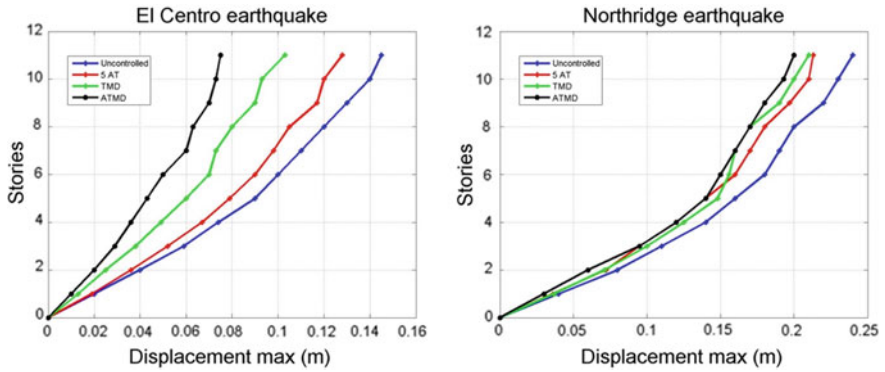 El Centro earthquake
12
10
8
6
4
2
0
Stories
Uncontrolled
5 AT
TMD
ATMD
0 0.02 0.04 0.06 0.08 0.1 0.12 0.14 0.16
Displacement max (m)
Northridge earthquake
12
10
8
6
4
2
0
Stories
Uncontrolled
5 AT
TMD
ATMD
0 0.05 0.1 0.15 0.2 0.25
Displacement max (m)